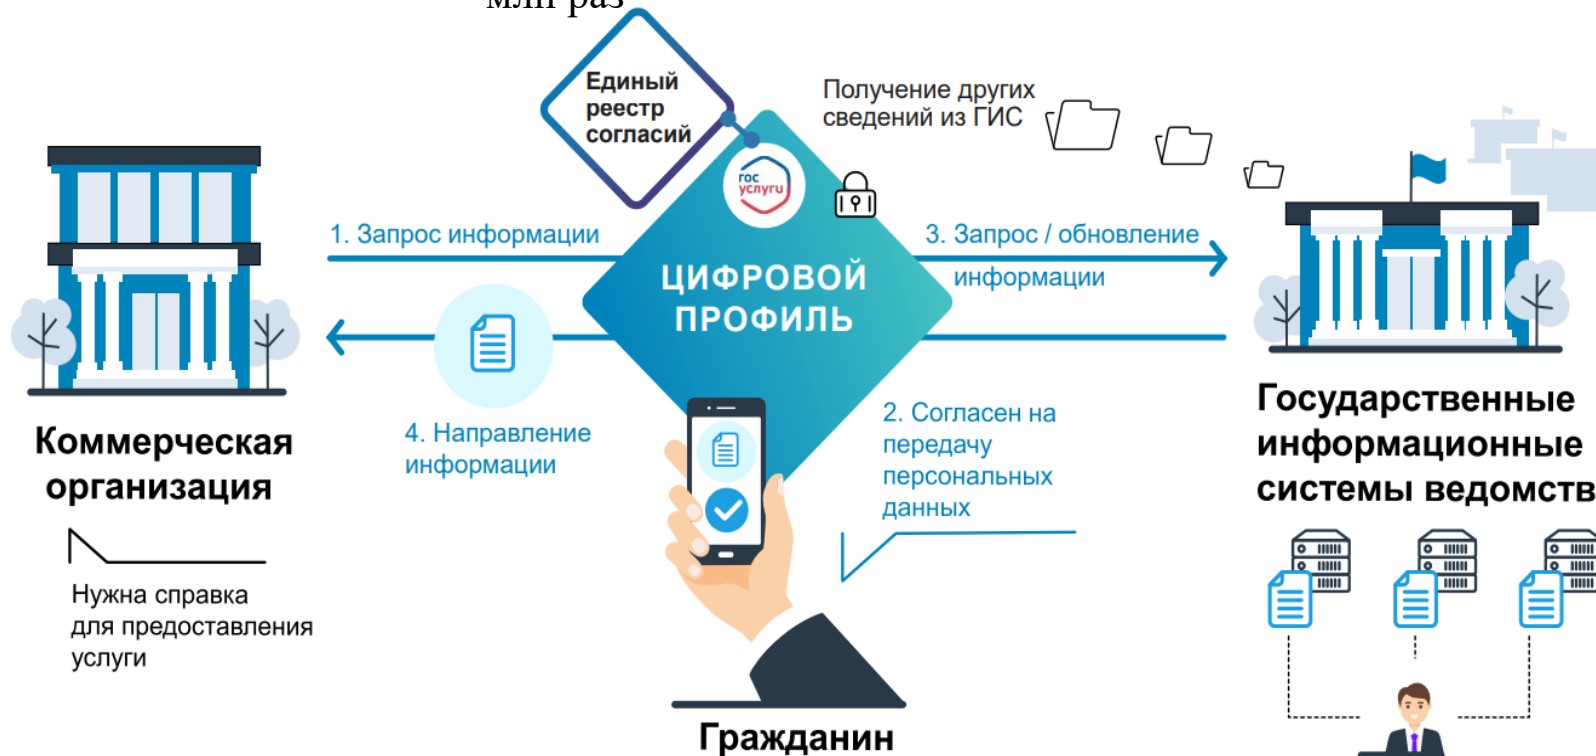 млн раз
Единый
реестр
согласий
Получение других
сведений из ГИС
гос
услуги
1. Запрос информации
3. Запрос / обновление
информации
ЦИФРОВОЙ
ПРОФИЛЬ
4. Направление
информации
2. Согласен на
передачу
персональных
данных
Коммерческая
организация
Государственные
информационные
системы ведомств
Нужна справка
для предоставления
услуги
Гражданин